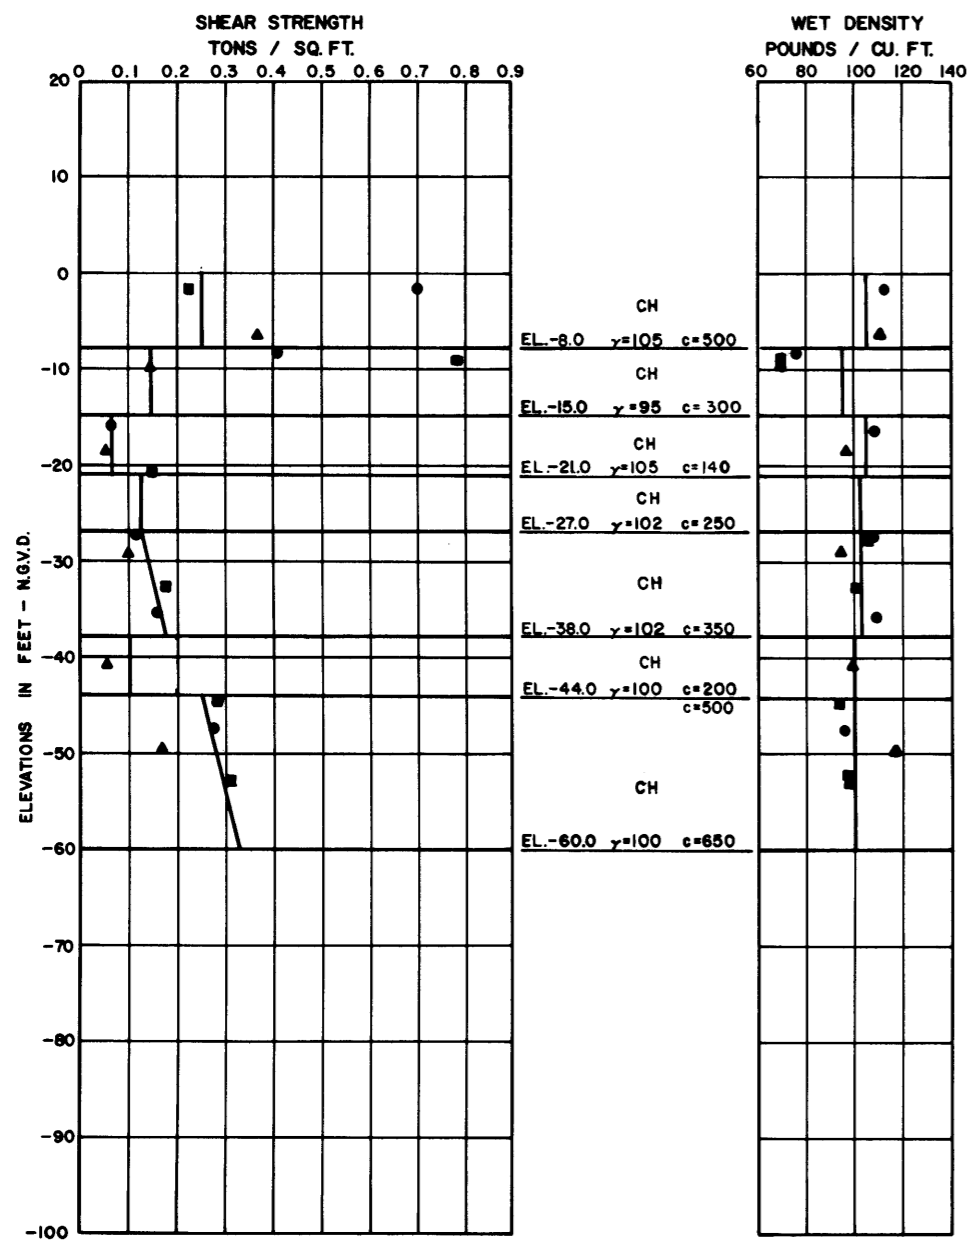 SHEAR STRENGTH
TONS / SQ. FT.
WET DENSITY
POUNDS / CU. FT.
0 0.1 0.2 0.3 0.4 0.5 0.6 0.7 0.8 0.9
60 80 100 120 140
20
10
0
-10
-20
-30
-40
-50
-60
-70
-80
-90
-100
ELEVATIONS IN FEET - N.G.V.D.
CH
EL.-8.0 γ=105 c=500
CH
EL.-15.0 γ=95 c=300
CH
EL.-21.0 γ=105 c=140
CH
EL.-27.0 γ=102 c=250
CH
EL.-38.0 γ=102 c=350
CH
EL.-44.0 γ=100 c=200
c=500
CH
EL.-60.0 γ=100 c=650